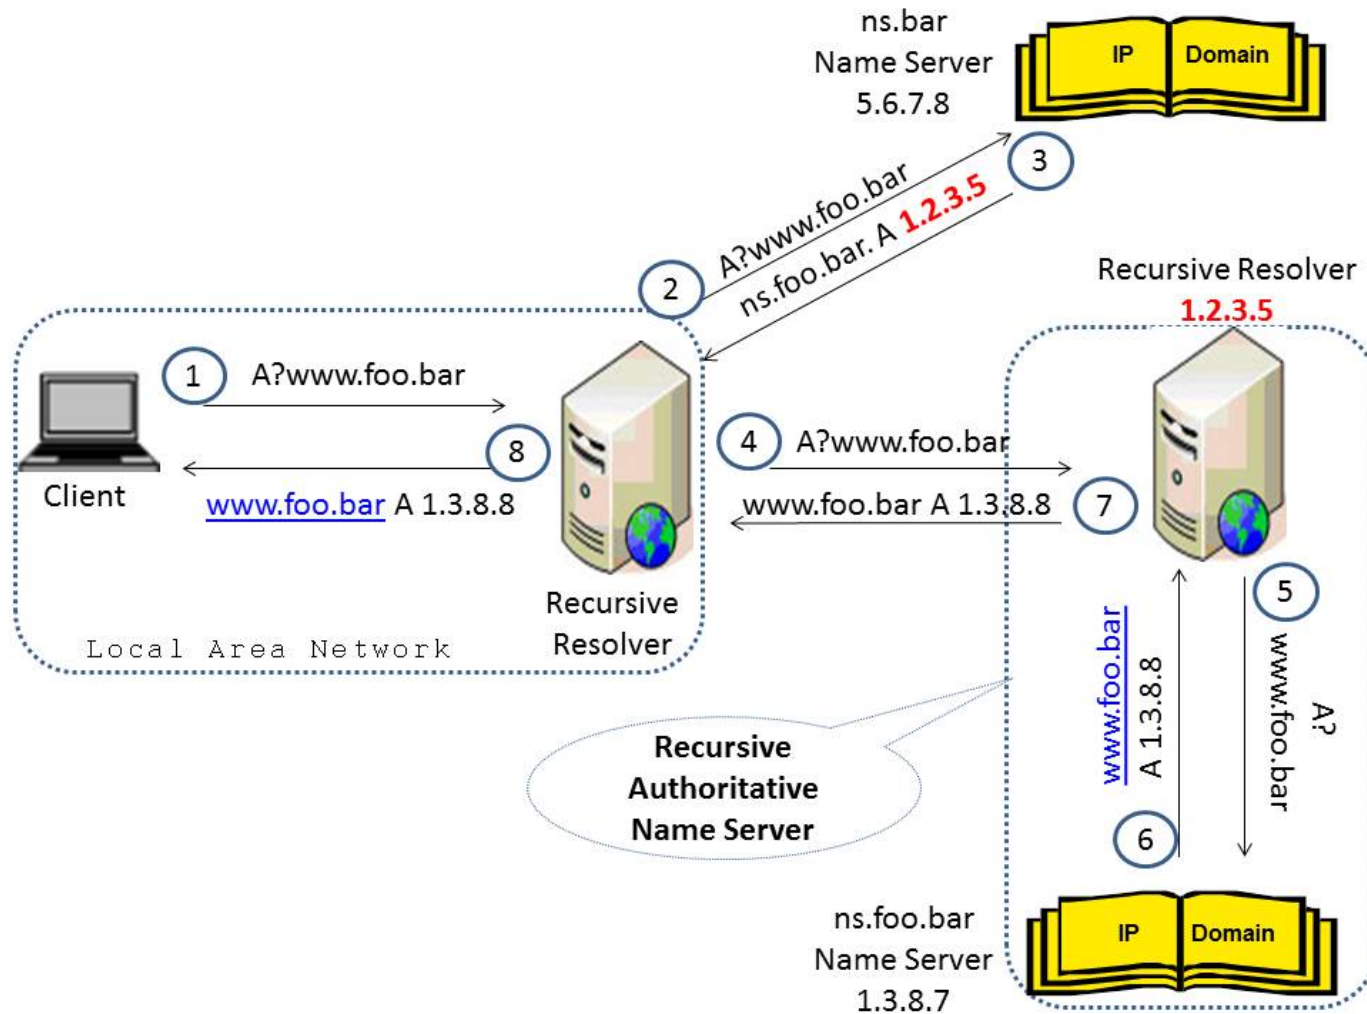 ns.bar
Name Server
5.6.7.8
IP Domain
3
A?www.foo.bar
ns.foo.bar. A 1.2.3.5
2
Recursive Resolver
1.2.3.5
1
A?www.foo.bar
8
www.foo.bar A 1.3.8.8
Client
4
A?www.foo.bar
www.foo.bar A 1.3.8.8
7
Recursive
Resolver
Local Area Network
5
A?
www.foo.bar
www.foo.bar
A 1.3.8.8
6
Recursive
Authoritative
Name Server
ns.foo.bar
Name Server
1.3.8.7
IP Domain